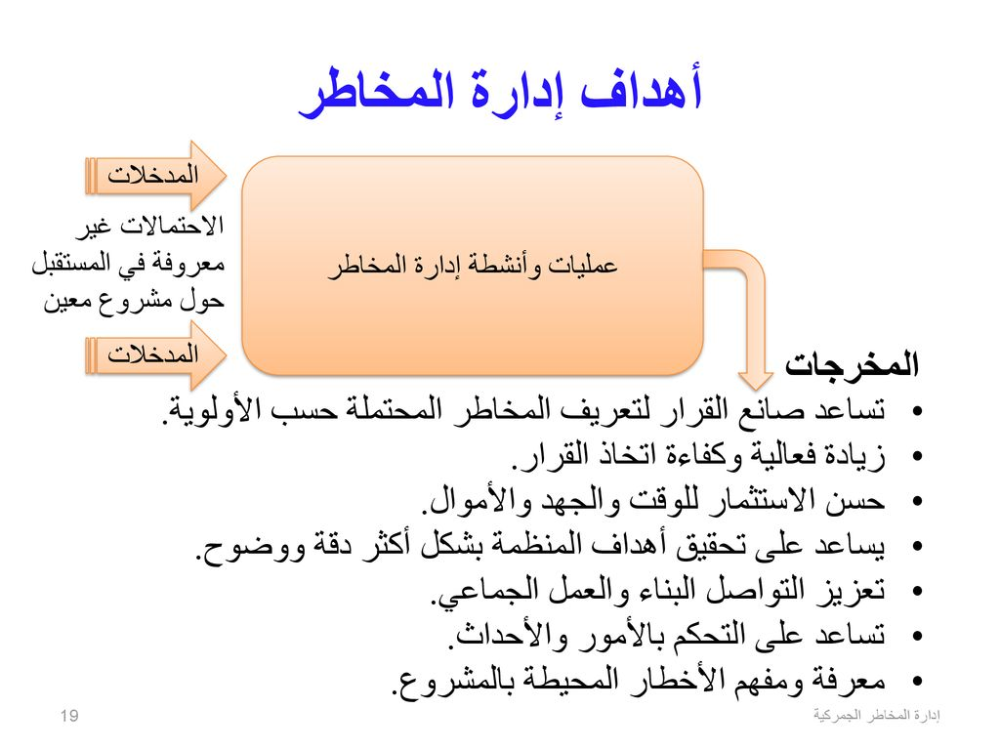 أهداف إدارة المخاطر
المدخلات
الاحتمالات غير
معروفة في المستقبل
حول مشروع معين
المدخلات
عمليات وأنشطة إدارة المخاطر
المخرجات
• تساعد صانع القرار لتعريف المخاطر المحتملة حسب الأولوية.
• زيادة فعالية وكفاءة اتخاذ القرار.
• حسن الاستثمار للوقت والجهد والأموال.
• يساعد على تحقيق أهداف المنظمة بشكل أكثر دقة ووضوح.
• تعزيز التواصل البناء والعمل الجماعي.
• تساعد على التحكم بالأمور والأحداث.
• معرفة ومفهم الأخطار المحيطة بالمشروع.
إدارة المخاطر الجمركية
19